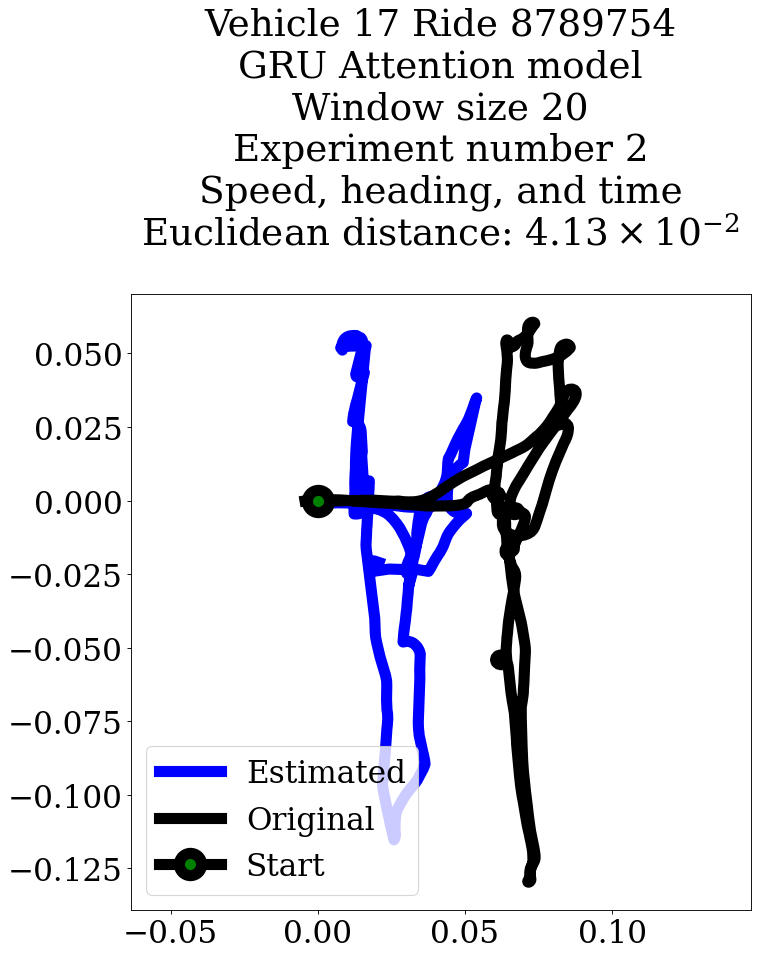 Vehicle 17 Ride 8789754
GRU Attention model
Window size 20
Experiment number 2
Speed, heading, and time
Euclidean distance: 4.13 × 10⁻²
0.050
0.025
0.000
−0.025
−0.050
−0.075
−0.100
−0.125
Estimated
Original
Start
−0.05 0.00 0.05 0.10